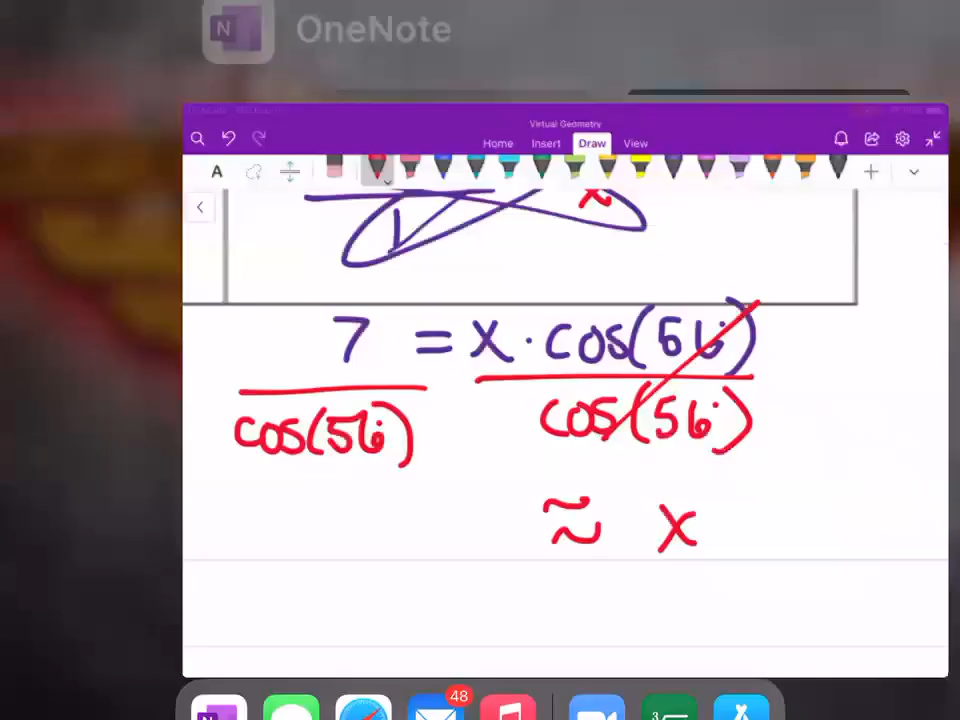 OneNote
Virtual Geometry
Home Insert Draw View
x
7 = x · cos(56)
cos(56) cos(56)
≈ x
48